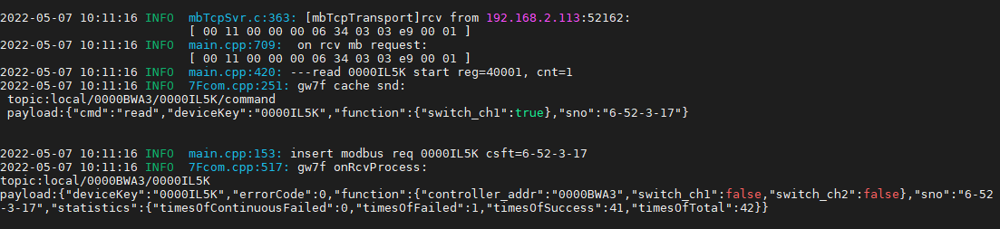 2022-05-07 10:11:16 INFO  mbTcpSvr.c:363: [mbTcpTransport]rcv from 192.168.2.113:52162:
[ 00 11 00 00 00 06 34 03 03 e9 00 01 ]
2022-05-07 10:11:16 INFO  main.cpp:709:  on rcv mb request:
[ 00 11 00 00 00 06 34 03 03 e9 00 01 ]
2022-05-07 10:11:16 INFO  main.cpp:420: ---read 0000IL5K start reg=40001, cnt=1
2022-05-07 10:11:16 INFO  7Fcom.cpp:251: gw7f cache snd:
topic:local/0000BWA3/0000IL5K/command
payload:{"cmd":"read","deviceKey":"0000IL5K","function":{"switch_ch1":true},"sno":"6-52-3-17"}
2022-05-07 10:11:16 INFO  main.cpp:153: insert modbus req 0000IL5K csft=6-52-3-17
2022-05-07 10:11:16 INFO  7Fcom.cpp:517: gw7f onRcvProcess:
topic:local/0000BWA3/0000IL5K
payload:{"deviceKey":"0000IL5K","errorCode":0,"function":{"controller_addr":"0000BWA3","switch_ch1":false,"switch_ch2":false},"sno":"6-52
-3-17","statistics":{"timesOfContinuousFailed":0,"timesOfFailed":1,"timesOfSuccess":41,"timesOfTotal":42}}